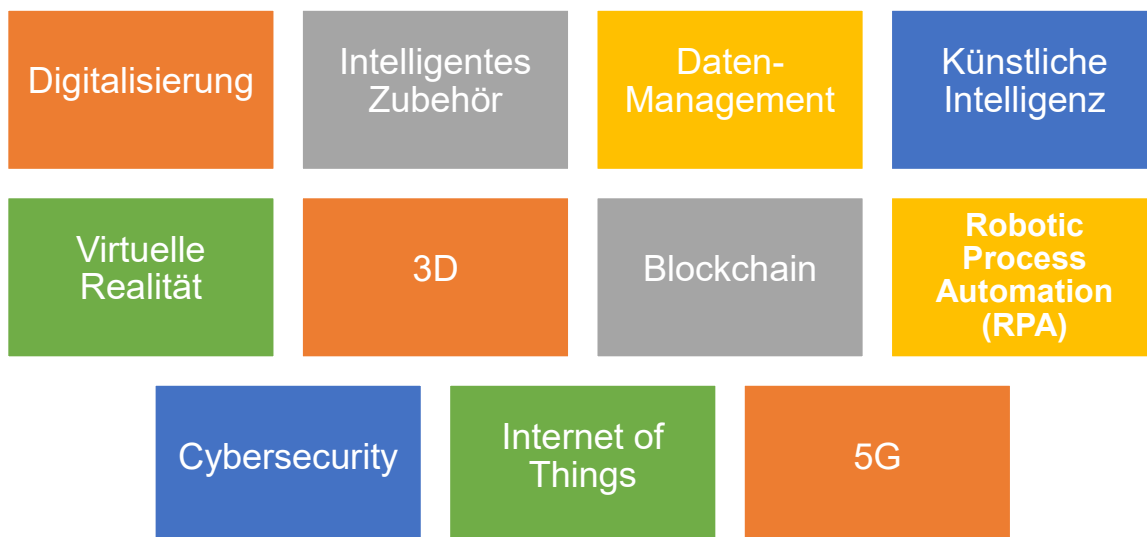 Digitalisierung
Intelligentes
Zubehör
Daten-
Management
Künstliche
Intelligenz
Virtuelle
Realität
3D
Blockchain
Robotic
Process
Automation
(RPA)
Cybersecurity
Internet of
Things
5G